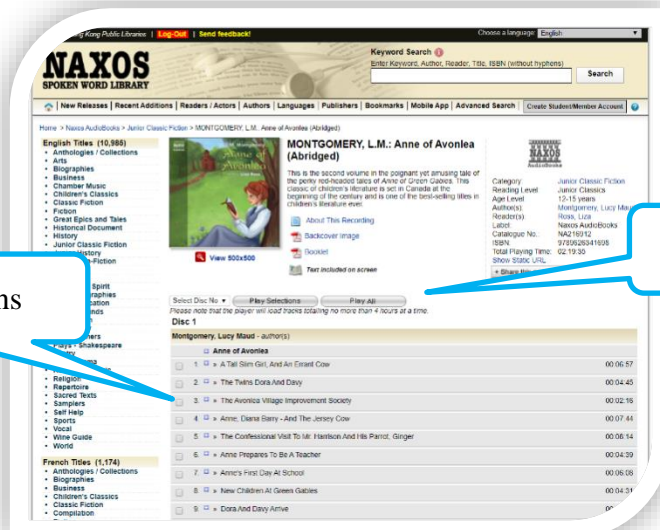 Kong Public Libraries | Log-Out | Send feedback!
Choose a language: English
NAXOS
SPOKEN WORD LIBRARY
Keyword Search
Enter Keyword, Author, Reader, Title, ISBN (without hyphens)
Search
New Releases | Recent Additions | Readers / Actors | Authors | Languages | Publishers | Bookmarks | Mobile App | Advanced Search | Create Student/Member Account
Home > Naxos AudioBooks > Junior Classic Fiction > MONTGOMERY, L.M.: Anne of Avonlea (Abridged)
English Titles (10,985)
Anthologies / Collections
Arts
Biographies
Business
Chamber Music
Children's Classics
Classic Fiction
Fiction
Great Epics and Tales
Historical Document
History
Junior Classic Fiction
History
-Fiction
Spirit
Plays - Shakespeare
Religion
Repertoire
Sacred Texts
Samplers
Self Help
Sports
Vocal
Wine Guide
World
French Titles (1,174)
Anthologies / Collections
Biographies
Business
Children's Classics
Classic Fiction
Compilation
Anne of
Avonlea
View 500x500
MONTGOMERY, L.M.: Anne of Avonlea
(Abridged)
This is the second volume in the poignant yet amusing tale of
the perky red-headed tales of Anne of Green Gables. This
classic of children's literature is set in Canada at the
beginning of the century and is one of the best-selling titles in
children's literature ever.
About This Recording
Backcover Image
Booklet
Text included on screen
NAXOS
AudioBooks
Category: Junior Classic Fiction
Reading Level Junior Classics
Age Level 12-15 years
Author(s) Montgomery, Lucy Maud
Reader(s) Ross, Liza
Label Naxos AudioBooks
Catalogue No. NA216912
ISBN: 9789626341698
Total Playing Time: 02:19:35
Show Static URL
+ Share
Select Disc No Play Selections Play All
Please note that the player will load tracks totalling no more than 4 hours at a time.
Disc 1
Montgomery, Lucy Maud - author(s)
Anne of Avonlea
1. » A Tall Slim Girl, And An Errant Cow 00:06:57
2. » The Twins Dora And Davy 00:04:45
3. » The Avonlea Village Improvement Society 00:02:16
4. » Anne, Diana Barry - And The Jersey Cow 00:07:44
5. » The Confessional Visit To Mr. Harrison And His Parrot, Ginger 00:08:14
6. » Anne Prepares To Be A Teacher 00:04:39
7. » Anne's First Day At School 00:06:08
8. » New Children At Green Gables 00:04:31
9. » Dora And Davy Arrive